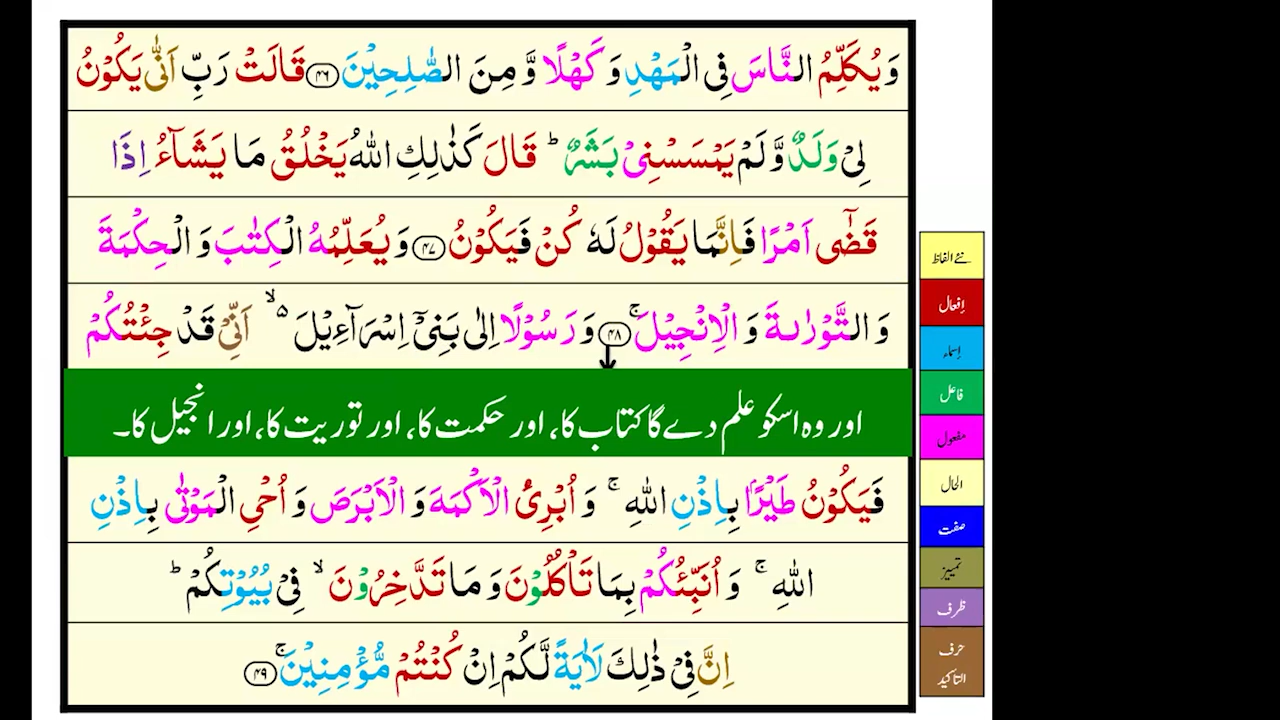 وَ يُكَلِّمُ النَّاسَ فِى الْمَهْدِ وَ كَهْلًا وَّ مِنَ الصّٰلِحِيْنَ ﴿۴۶﴾ قَالَتْ رَبِّ اَنّٰى يَكُوْنُ
لِىْ وَلَدٌ وَّ لَمْ يَمْسَسْنِىْ بَشَرٌ ؕ قَالَ كَذٰلِكِ اللّٰهُ يَخْلُقُ مَا يَشَآءُ اِذَا
قَضٰٓى اَمْرًا فَاِنَّمَا يَقُوْلُ لَهٗ كُنْ فَيَكُوْنُ ﴿۴۷﴾ وَ يُعَلِّمُهُ الْكِتٰبَ وَ الْحِكْمَةَ
وَ التَّوْرٰىةَ وَ الْاِنْجِيْلَ ۚ ﴿۴۸﴾ وَ رَسُوْلًا اِلٰى بَنِىْٓ اِسْرَآءِيْلَ ۵ ۙ اَنِّىْ قَدْ جِئْتُكُمْ
اور وہ اسکو علم دے گا کتاب کا، اور حکمت کا، اور توریت کا، اور انجیل کا۔
فَيَكُوْنُ طَيْرًۢا بِاِذْنِ اللّٰهِ ۚ وَ اُبْرِئُ الْاَكْمَهَ وَ الْاَبْرَصَ وَ اُحْىِ الْمَوْتٰى بِاِذْنِ
اللّٰهِ ۚ وَ اُنَبِّئُكُمْ بِمَا تَاْكُلُوْنَ وَ مَا تَدَّخِرُوْنَ ۙ فِىْ بُيُوْتِكُمْ ؕ
اِنَّ فِىْ ذٰلِكَ لَاٰيَةً لَّكُمْ اِنْ كُنْتُمْ مُّؤْمِنِيْنَ ۚ ﴿۴۹﴾
نئے الفاظ
افعال
اسماء
فاعل
مفعول
الحال
صفت
تمییز
ظرف
حرف
التاکید